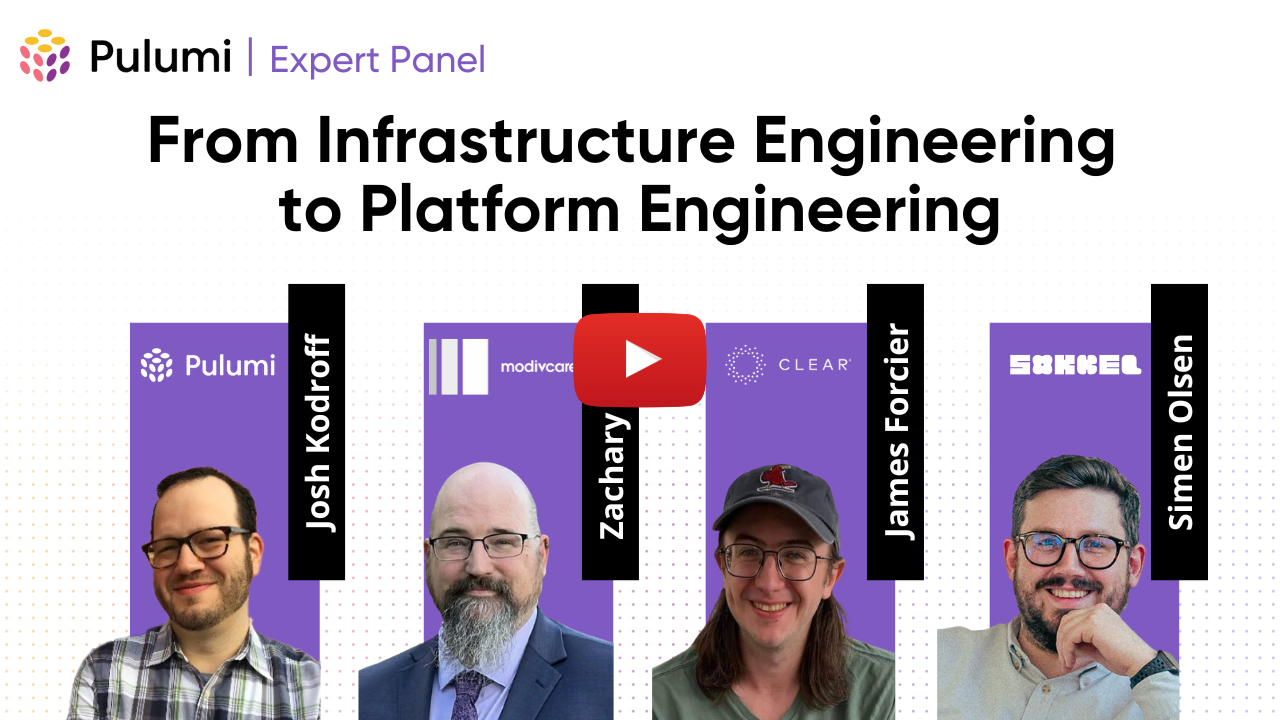 Pulumi | Expert Panel
From Infrastructure Engineering
to Platform Engineering
Pulumi
Josh Kodroff
modivcare
Zachary
CLEAR
James Forcier
SOKKEL
Simen Olsen